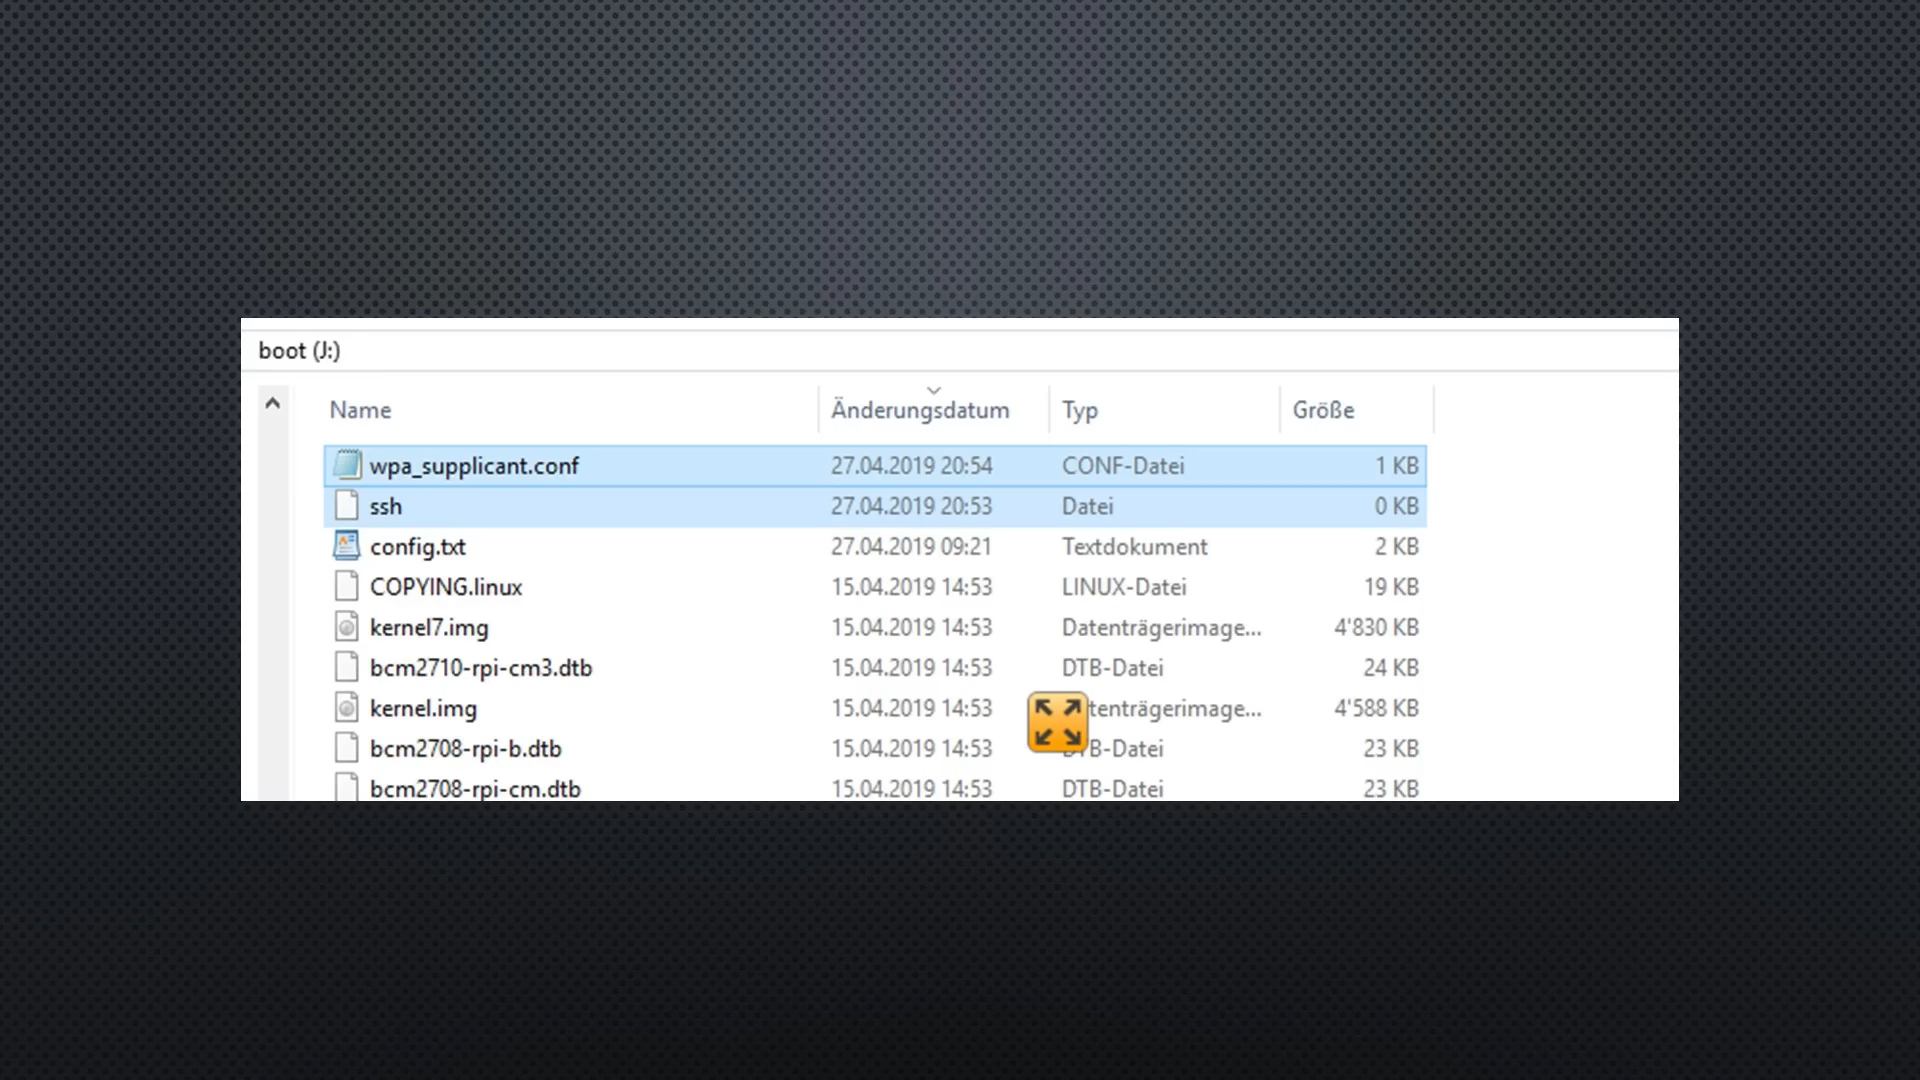 boot (J:)
Name Änderungsdatum Typ Größe
wpa_supplicant.conf 27.04.2019 20:54 CONF-Datei 1 KB
ssh 27.04.2019 20:53 Datei 0 KB
config.txt 27.04.2019 09:21 Textdokument 2 KB
COPYING.linux 15.04.2019 14:53 LINUX-Datei 19 KB
kernel7.img 15.04.2019 14:53 Datenträgerimage... 4'830 KB
bcm2710-rpi-cm3.dtb 15.04.2019 14:53 DTB-Datei 24 KB
kernel.img 15.04.2019 14:53 tenträgerimage... 4'588 KB
bcm2708-rpi-b.dtb 15.04.2019 14:53 DTB-Datei 23 KB
bcm2708-rpi-cm.dtb 15.04.2019 14:53 DTB-Datei 23 KB